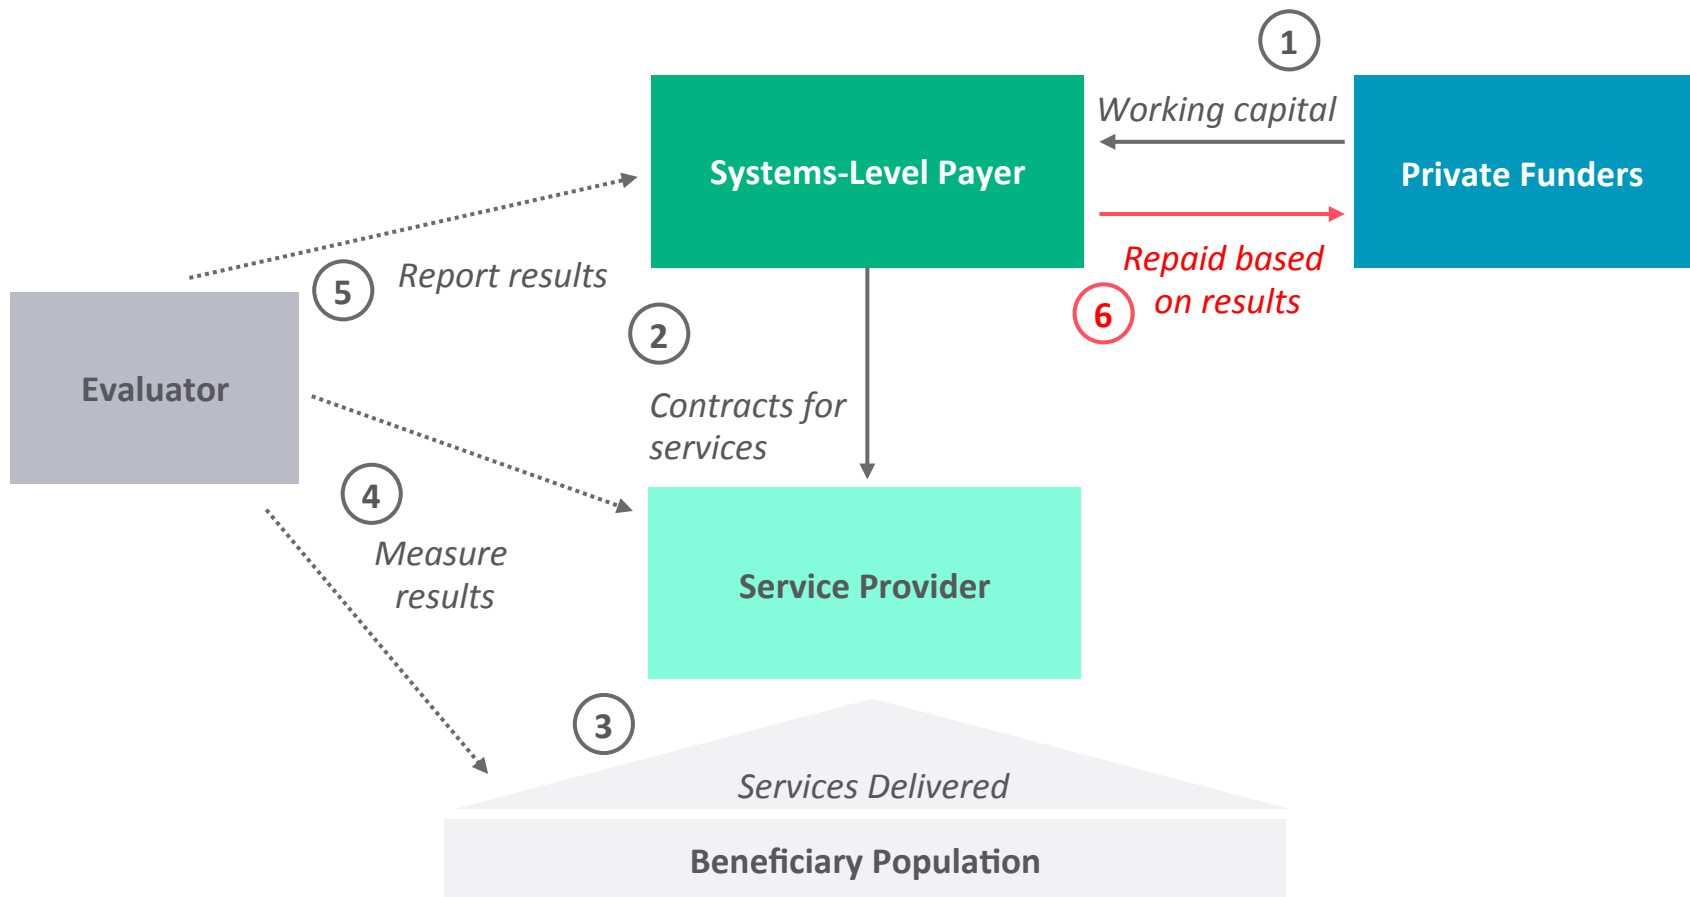 1
Working capital
Systems-Level Payer
Private Funders
Repaid based
on results
6
5
Report results
2
Evaluator
Contracts for
services
4
Measure
results
Service Provider
3
Services Delivered
Beneficiary Population